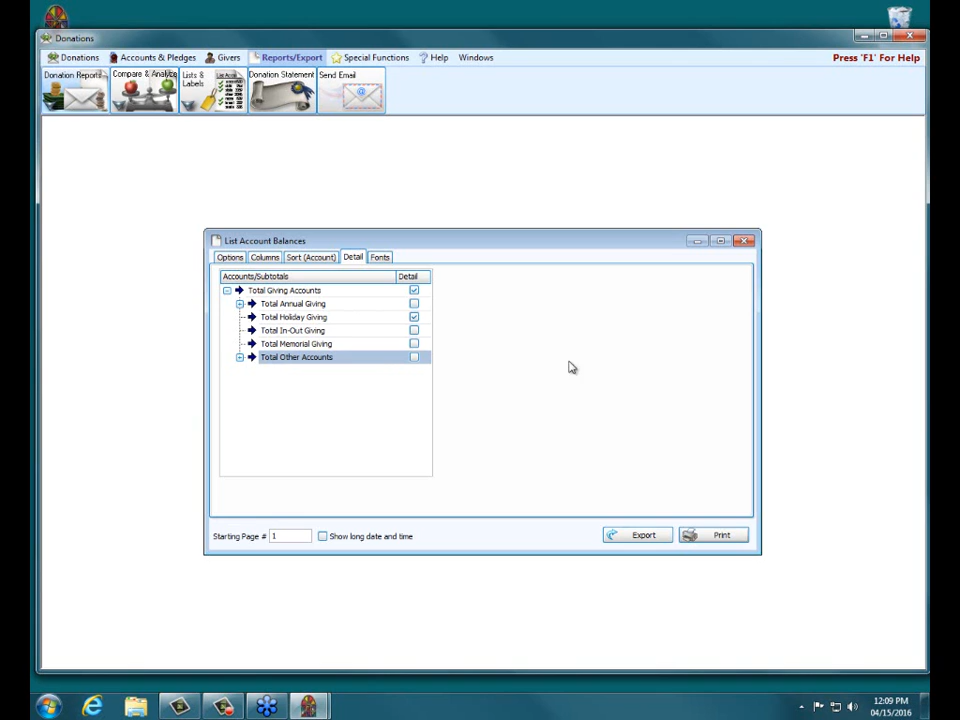 Donations
Donations Accounts & Pledges Givers Reports/Export Special Functions Help Windows Press 'F1' For Help
Donation Reports Compare & Analyze Lists & Labels Donation Statement Send Email
List Account Balances
Options Columns Sort (Account) Detail Fonts
Accounts/Subtotals Detail
Total Giving Accounts
Total Annual Giving
Total Holiday Giving
Total In-Out Giving
Total Memorial Giving
Total Other Accounts
Starting Page # 1 Show long date and time Export Print
12:09 PM
04/15/2016